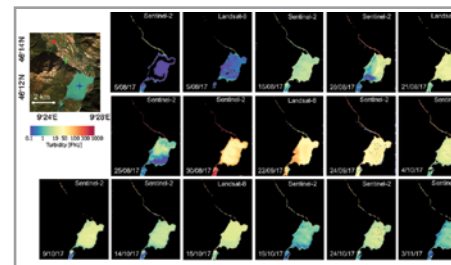 Sentinel-2 Landsat-8 Sentinel-2 Sentinel-2 Landsat-8
46°14'N
46°12'N
2 km
5/08/17 5/08/17 15/08/17 20/08/17 21/08/17
9°24'E 9°28'E
Sentinel-2 Sentinel-2 Landsat-8 Sentinel-2 Sentinel-2
0.1 1 5 10 50 100
Turbidity [FNU]
25/08/17 30/08/17 22/09/17 24/09/17 4/10/17
Sentinel-2 Sentinel-2 Landsat-8 Sentinel-2 Sentinel-2 Sentinel-2
9/10/17 14/10/17 15/10/17 19/10/17 24/10/17 3/11/17